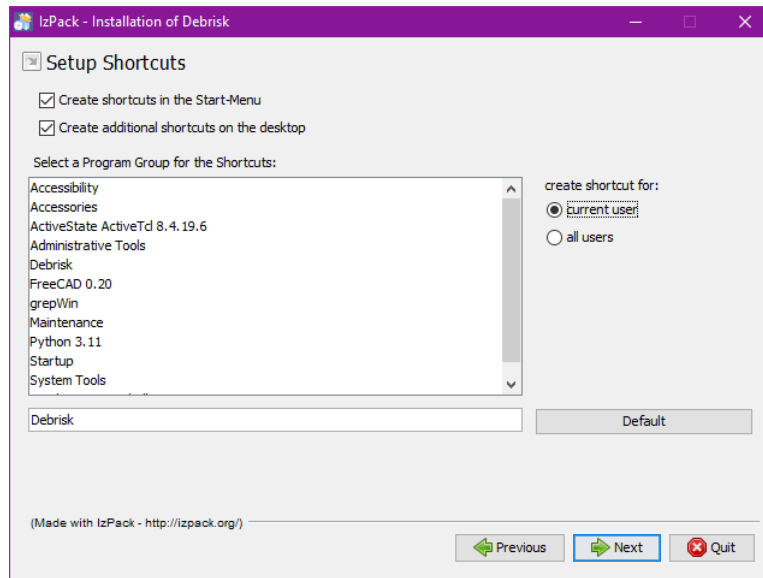 IzPack - Installation of Debrisk
Setup Shortcuts
Create shortcuts in the Start-Menu
Create additional shortcuts on the desktop
Select a Program Group for the Shortcuts:
Accessibility
Accessories
ActiveState ActiveTcl 8.4.19.6
Administrative Tools
Debrisk
FreeCAD 0.20
grepWin
Maintenance
Python 3.11
Startup
System Tools
create shortcut for:
current user
all users
Debrisk
Default
(Made with IzPack - http://izpack.org/)
Previous
Next
Quit